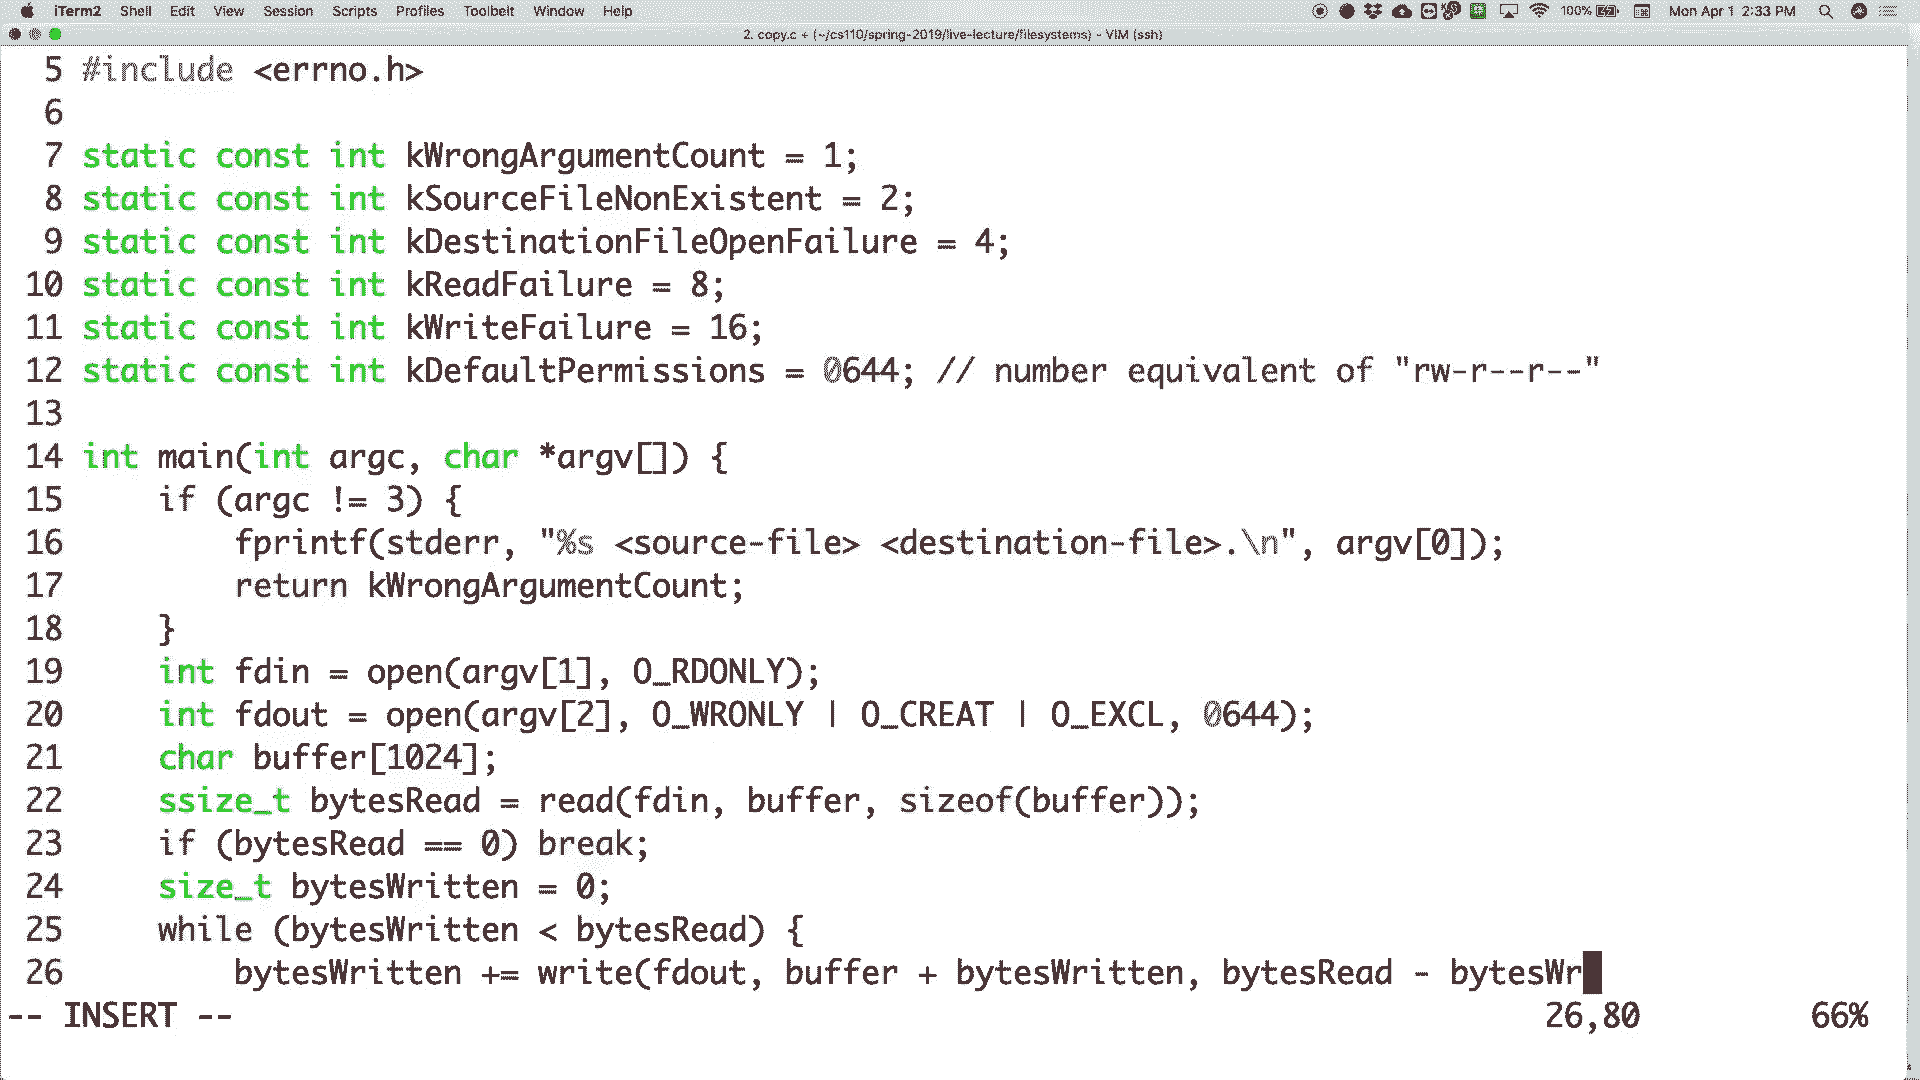 iTerm2 Shell Edit View Session Scripts Profiles Toolbelt Window Help 100% Mon Apr 1 2:33 PM
2. copy.c + (~/cs110/spring-2019/live-lecture/filesystems) - VIM (ssh)
5 #include <errno.h>
6
7 static const int kWrongArgumentCount = 1;
8 static const int kSourceFileNonExistent = 2;
9 static const int kDestinationFileOpenFailure = 4;
10 static const int kReadFailure = 8;
11 static const int kWriteFailure = 16;
12 static const int kDefaultPermissions = 0644; // number equivalent of "rw-r--r--"
13
14 int main(int argc, char *argv[]) {
15     if (argc != 3) {
16         fprintf(stderr, "%s <source-file> <destination-file>.\n", argv[0]);
17         return kWrongArgumentCount;
18     }
19     int fdin = open(argv[1], O_RDONLY);
20     int fdout = open(argv[2], O_WRONLY | O_CREAT | O_EXCL, 0644);
21     char buffer[1024];
22     ssize_t bytesRead = read(fdin, buffer, sizeof(buffer));
23     if (bytesRead == 0) break;
24     size_t bytesWritten = 0;
25     while (bytesWritten < bytesRead) {
26         bytesWritten += write(fdout, buffer + bytesWritten, bytesRead - bytesWr
-- INSERT -- 26,80 66%